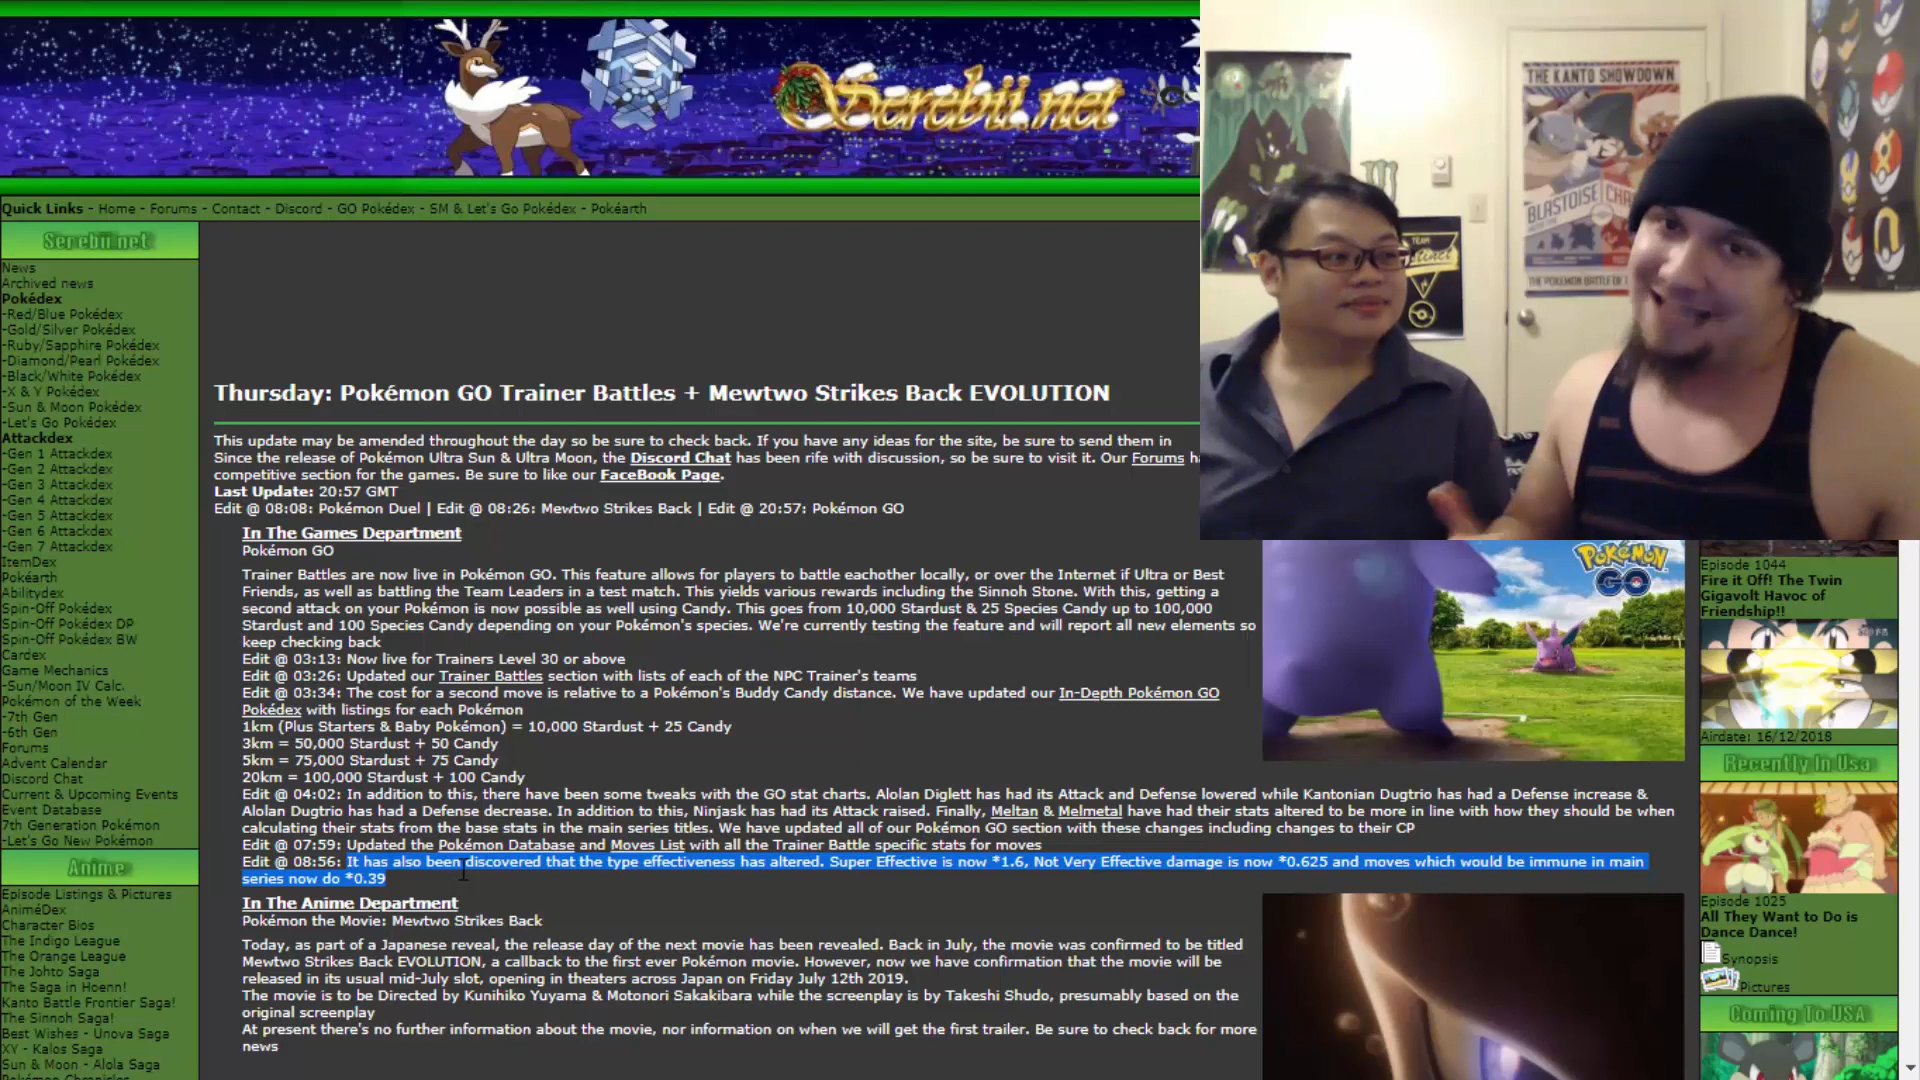 Serebii.net
Quick Links - Home - Forums - Contact - Discord - GO Pokédex - SM & Let's Go Pokédex - Pokéarth
Serebii.net
News
Archived news
Pokédex
-Red/Blue Pokédex
-Gold/Silver Pokédex
-Ruby/Sapphire Pokédex
-Diamond/Pearl Pokédex
-Black/White Pokédex
-X & Y Pokédex
-Sun & Moon Pokédex
-Let's Go Pokédex
Attackdex
-Gen 1 Attackdex
-Gen 2 Attackdex
-Gen 3 Attackdex
-Gen 4 Attackdex
-Gen 5 Attackdex
-Gen 6 Attackdex
-Gen 7 Attackdex
ItemDex
Pokéarth
Abilitydex
Spin-Off Pokédex
Spin-Off Pokédex DP
Spin-Off Pokédex BW
Cardex
Game Mechanics
-Sun/Moon IV Calc.
Pokémon of the Week
-7th Gen
-6th Gen
Forums
Advent Calendar
Discord Chat
Current & Upcoming Events
Event Database
7th Generation Pokémon
-Let's Go New Pokémon
Anime
Episode Listings & Pictures
AniméDex
Character Bios
The Indigo League
The Orange League
The Johto Saga
The Saga in Hoenn!
Kanto Battle Frontier Saga!
The Sinnoh Saga!
Best Wishes - Unova Saga
XY - Kalos Saga
Sun & Moon - Alola Saga
Pokémon Chronicles
Thursday: Pokémon GO Trainer Battles + Mewtwo Strikes Back EVOLUTION
This update may be amended throughout the day so be sure to check back. If you have any ideas for the site, be sure to send them in
Since the release of Pokémon Ultra Sun & Ultra Moon, the Discord Chat has been rife with discussion, so be sure to visit it. Our Forums
competitive section for the games. Be sure to like our FaceBook Page.
Last Update: 20:57 GMT
Edit @ 08:08: Pokémon Duel | Edit @ 08:26: Mewtwo Strikes Back | Edit @ 20:57: Pokémon GO
In The Games Department
Pokémon GO
Trainer Battles are now live in Pokémon GO. This feature allows for players to battle eachother locally, or over the Internet if Ultra or Best
Friends, as well as battling the Team Leaders in a test match. This yields various rewards including the Sinnoh Stone. With this, getting a
second attack on your Pokémon is now possible as well using Candy. This goes from 10,000 Stardust & 25 Species Candy up to 100,000
Stardust and 100 Species Candy depending on your Pokémon's species. We're currently testing the feature and will report all new elements so
keep checking back
Edit @ 03:13: Now live for Trainers Level 30 or above
Edit @ 03:26: Updated our Trainer Battles section with lists of each of the NPC Trainer's teams
Edit @ 03:34: The cost for a second move is relative to a Pokémon's Buddy Candy distance. We have updated our In-Depth Pokémon GO
Pokédex with listings for each Pokémon
1km (Plus Starters & Baby Pokémon) = 10,000 Stardust + 25 Candy
3km = 50,000 Stardust + 50 Candy
5km = 75,000 Stardust + 75 Candy
20km = 100,000 Stardust + 100 Candy
Edit @ 04:02: In addition to this, there have been some tweaks with the GO stat charts. Alolan Diglett has had its Attack and Defense lowered while Kantonian Dugtrio has had a Defense increase &
Alolan Dugtrio has had a Defense decrease. In addition to this, Ninjask has had its Attack raised. Finally, Meltan & Melmetal have had their stats altered to be more in line with how they should be when
calculating their stats from the base stats in the main series titles. We have updated all of our Pokémon GO section with these changes including changes to their CP
Edit @ 07:59: Updated the Pokémon Database and Moves List with all the Trainer Battle specific stats for moves
Edit @ 08:56: It has also been discovered that the type effectiveness has altered. Super Effective is now *1.6, Not Very Effective damage is now *0.625 and moves which would be immune in main
series now do *0.39
In The Anime Department
Pokémon the Movie: Mewtwo Strikes Back
Today, as part of a Japanese reveal, the release day of the next movie has been revealed. Back in July, the movie was confirmed to be titled
Mewtwo Strikes Back EVOLUTION, a callback to the first ever Pokémon movie. However, now we have confirmation that the movie will be
released in its usual mid-July slot, opening in theaters across Japan on Friday July 12th 2019.
The movie is to be Directed by Kunihiko Yuyama & Motonori Sakakibara while the screenplay is by Takeshi Shudo, presumably based on the
original screenplay
At present there's no further information about the movie, nor information on when we will get the first trailer. Be sure to check back for more
news
THE KANTO SHOWDOWN
BLASTOISE
THE POKEMON BATTLE OF
TEAM
instinct
POKÉMON
GO
Episode 1044
Fire it Off! The Twin
Gigavolt Havoc of
Friendship!!
Airdate: 16/12/2018
Recently In Usa
Episode 1025
All They Want to Do is
Dance Dance!
Synopsis
Pictures
Coming To USA